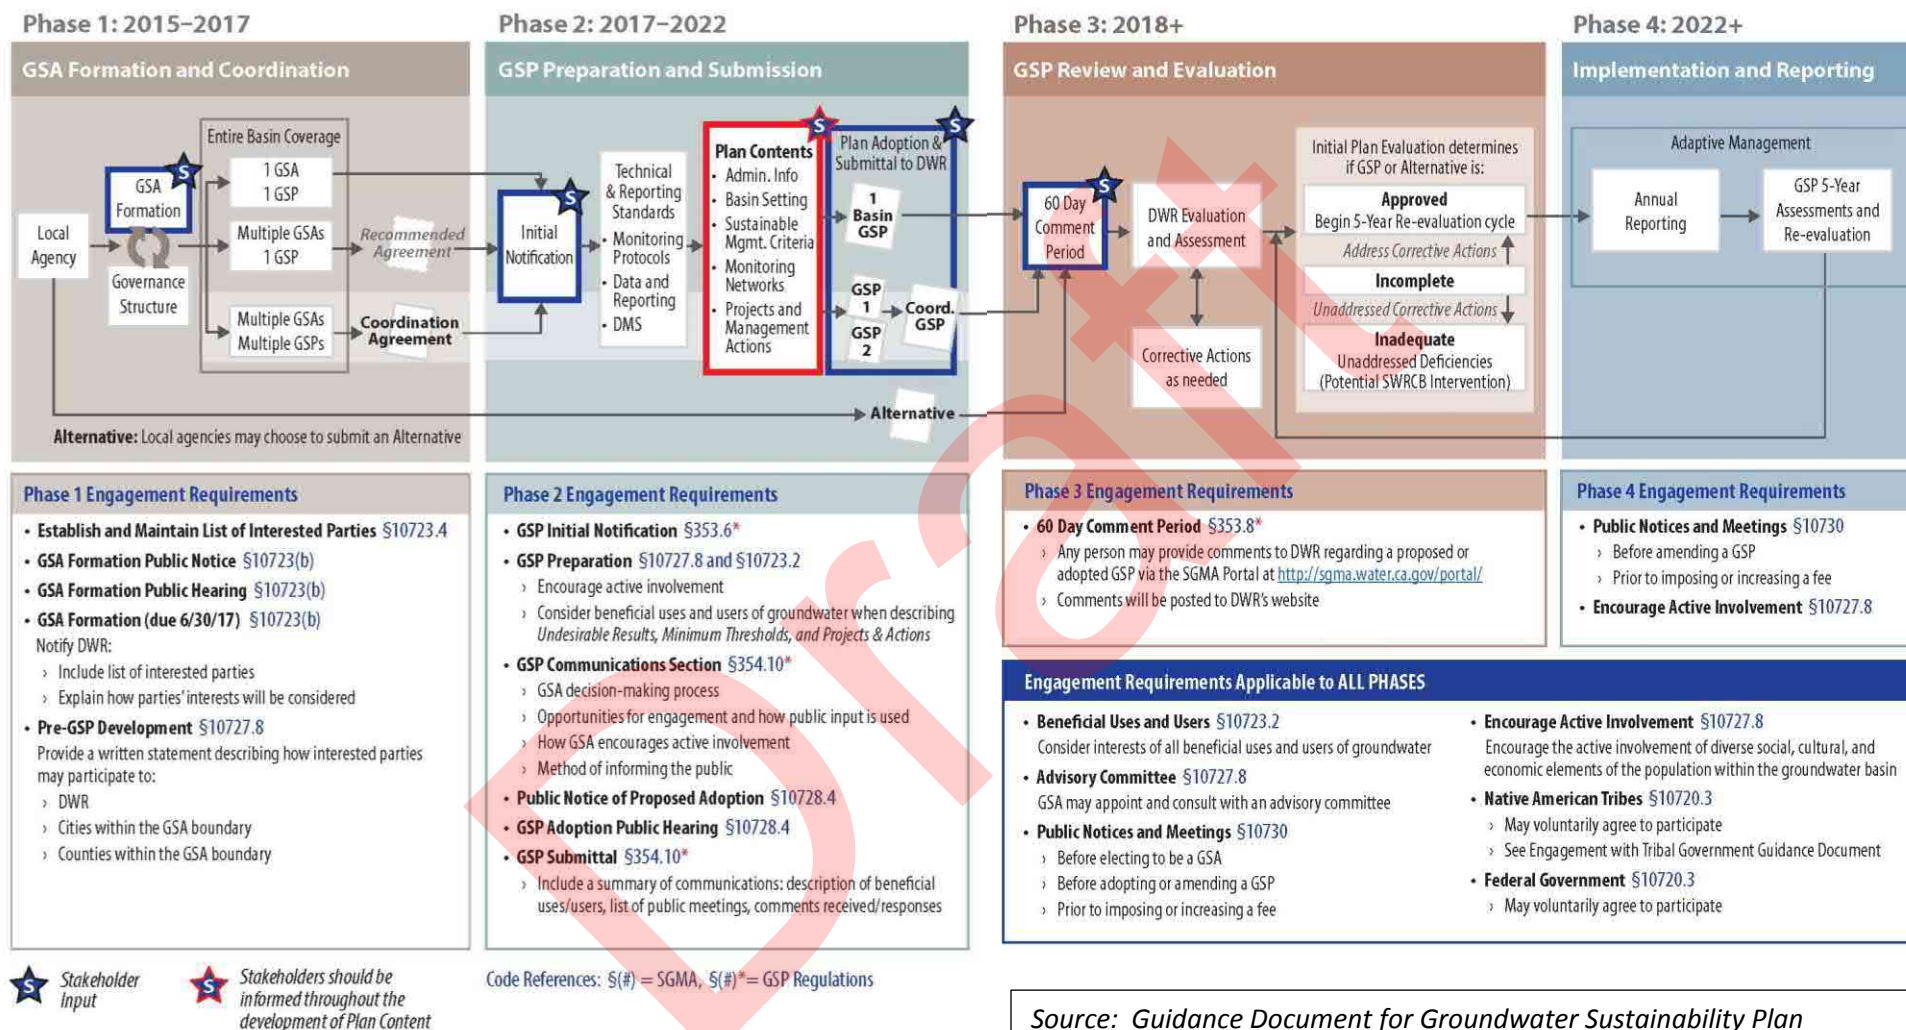 Phase 1: 2015–2017
GSA Formation and Coordination
Entire Basin Coverage
Local
Agency
GSA
Formation
Governance
Structure
1 GSA
1 GSP
Multiple GSAs
1 GSP
Multiple GSAs
Multiple GSPs
Recommended
Agreement
Coordination
Agreement
Alternative: Local agencies may choose to submit an Alternative
Phase 2: 2017–2022
GSP Preparation and Submission
Initial
Notification
Technical
& Reporting
Standards
• Monitoring
Protocols
• Data and
Reporting
• DMS
Plan Contents
• Admin. Info
• Basin Setting
• Sustainable
Mgmt. Criteria
• Monitoring
Networks
• Projects and
Management
Actions
Plan Adoption &
Submittal to DWR
1
Basin
GSP
GSP
1
GSP
2
Coord.
GSP
Alternative
Phase 3: 2018+
GSP Review and Evaluation
60 Day
Comment
Period
DWR Evaluation
and Assessment
Corrective Actions
as needed
Initial Plan Evaluation determines
if GSP or Alternative is:
Approved
Begin 5-Year Re-evaluation cycle
Address Corrective Actions
Incomplete
Unaddressed Corrective Actions
Inadequate
Unaddressed Deficiencies
(Potential SWRCB Intervention)
Phase 4: 2022+
Implementation and Reporting
Adaptive Management
Annual
Reporting
GSP 5-Year
Assessments and
Re-evaluation
Phase 1 Engagement Requirements
• Establish and Maintain List of Interested Parties §10723.4
• GSA Formation Public Notice §10723(b)
• GSA Formation Public Hearing §10723(b)
• GSA Formation (due 6/30/17) §10723(b)
Notify DWR:
› Include list of interested parties
› Explain how parties' interests will be considered
• Pre-GSP Development §10727.8
Provide a written statement describing how interested parties
may participate to:
› DWR
› Cities within the GSA boundary
› Counties within the GSA boundary
Phase 2 Engagement Requirements
• GSP Initial Notification §353.6*
• GSP Preparation §10727.8 and §10723.2
› Encourage active involvement
› Consider beneficial uses and users of groundwater when describing
Undesirable Results, Minimum Thresholds, and Projects & Actions
• GSP Communications Section §354.10*
› GSA decision-making process
› Opportunities for engagement and how public input is used
› How GSA encourages active involvement
› Method of informing the public
• Public Notice of Proposed Adoption §10728.4
• GSP Adoption Public Hearing §10728.4
• GSP Submittal §354.10*
› Include a summary of communications: description of beneficial
uses/users, list of public meetings, comments received/responses
Phase 3 Engagement Requirements
• 60 Day Comment Period §353.8*
› Any person may provide comments to DWR regarding a proposed or
adopted GSP via the SGMA Portal at http://sgma.water.ca.gov/portal/
› Comments will be posted to DWR's website
Phase 4 Engagement Requirements
• Public Notices and Meetings §10730
› Before amending a GSP
› Prior to imposing or increasing a fee
• Encourage Active Involvement §10727.8
Engagement Requirements Applicable to ALL PHASES
• Beneficial Uses and Users §10723.2
Consider interests of all beneficial uses and users of groundwater
• Advisory Committee §10727.8
GSA may appoint and consult with an advisory committee
• Public Notices and Meetings §10730
› Before electing to be a GSA
› Before adopting or amending a GSP
› Prior to imposing or increasing a fee
• Encourage Active Involvement §10727.8
Encourage the active involvement of diverse social, cultural, and
economic elements of the population within the groundwater basin
• Native American Tribes §10720.3
› May voluntarily agree to participate
› See Engagement with Tribal Government Guidance Document
• Federal Government §10720.3
› May voluntarily agree to participate
S
Stakeholder
Input
S
Stakeholders should be
informed throughout the
development of Plan Content
Code References: §(#) = SGMA, §(#)*= GSP Regulations
Source: Guidance Document for Groundwater Sustainability Plan
Draft